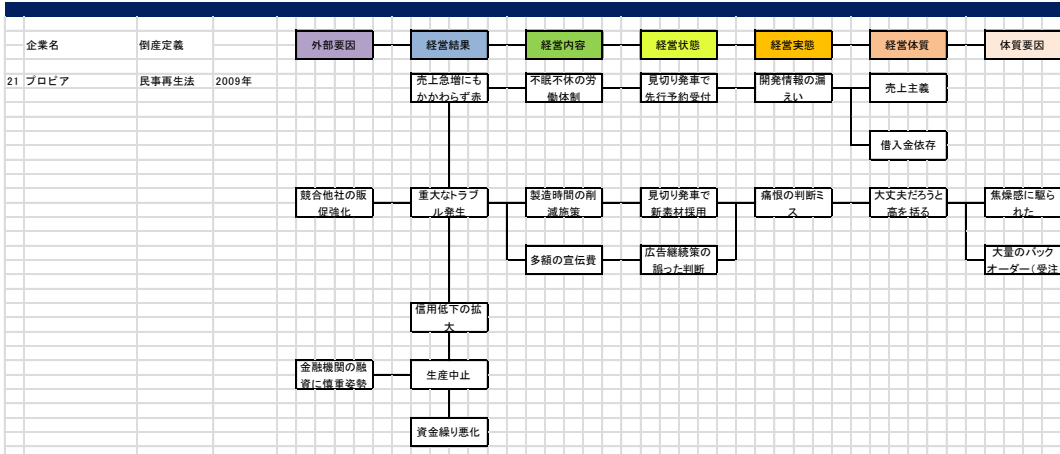 企業名 倒産定義 外部要因 経営結果 経営内容 経営状態 経営実態 経営体質 体質要因
21 プロピア 民事再生法 2009年
売上急増にも
かかわらず赤
不眠不休の労
働体制
見切り発車で
先行予約受付
開発情報の漏
えい
売上主義
借入金依存
競合他社の販
促強化
重大なトラブ
ル発生
製造時間の削
減施策
見切り発車で
新素材採用
痛恨の判断ミ
ス
大丈夫だろうと
高を括る
焦燥感に駆ら
れた
多額の宣伝費
広告継続策の
誤った判断
大量のバック
オーダー(受注
信用低下の拡
大
金融機関の融
資に慎重姿勢
生産中止
資金繰り悪化